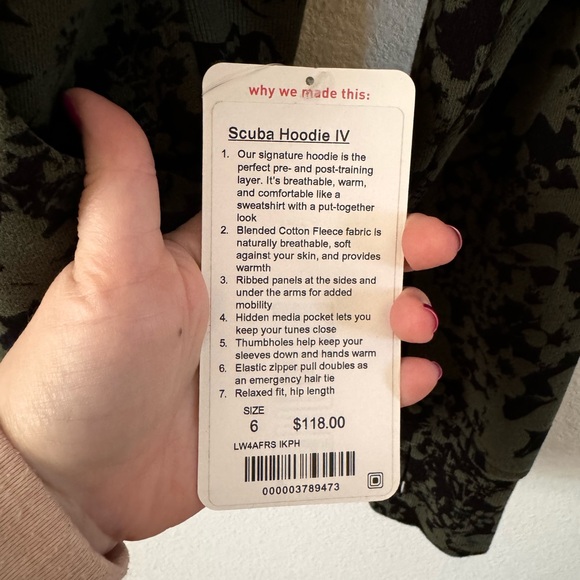 why we made this:
Scuba Hoodie IV
1. Our signature hoodie is the
perfect pre- and post-training
layer. It's breathable, warm,
and comfortable like a
sweatshirt with a put-together
look
2. Blended Cotton Fleece fabric is
naturally breathable, soft
against your skin, and provides
warmth
3. Ribbed panels at the sides and
under the arms for added
mobility
4. Hidden media pocket lets you
keep your tunes close
5. Thumbholes help keep your
sleeves down and hands warm
6. Elastic zipper pull doubles as
an emergency hair tie
7. Relaxed fit, hip length
SIZE
6 $118.00
LW4AFRS IKPH
000003789473